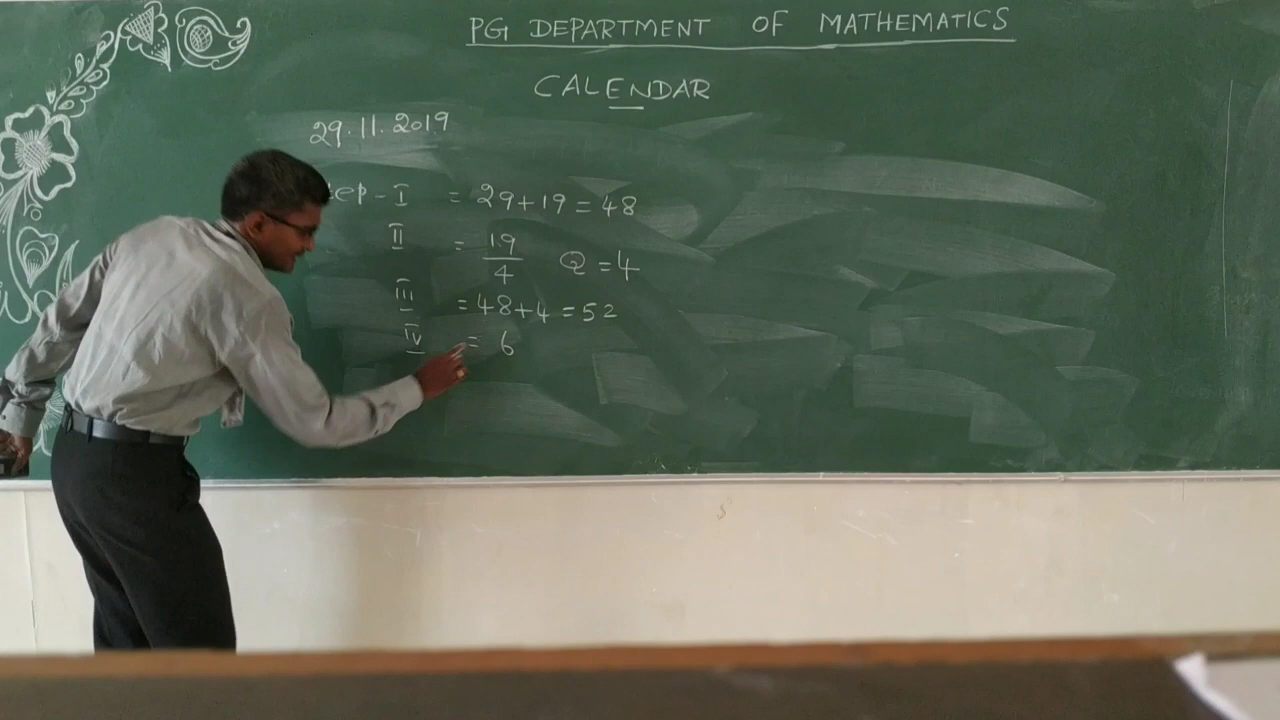 PG DEPARTMENT OF MATHEMATICS
CALENDAR
29.11.2019
tep - I = 29+19 = 48
II = 19/4 Q = 4
III = 48+4 = 52
IV = 6